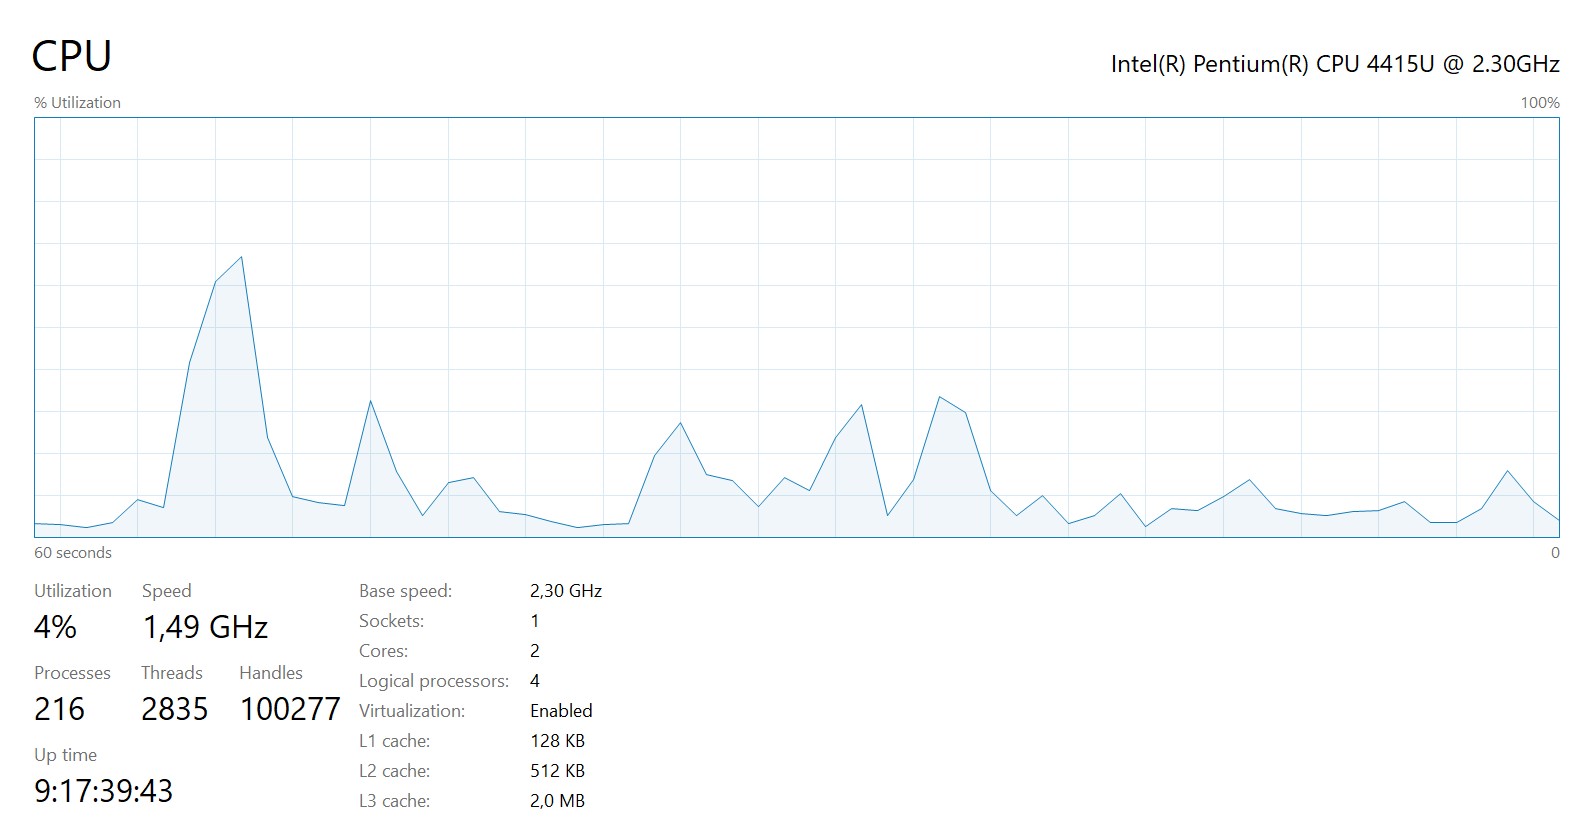 CPU
Intel(R) Pentium(R) CPU 4415U @ 2.30GHz
% Utilization
100%
60 seconds
0
Utilization
4%
Speed
1,49 GHz
Processes
216
Threads
2835
Handles
100277
Up time
9:17:39:43
Base speed: 2,30 GHz
Sockets: 1
Cores: 2
Logical processors: 4
Virtualization: Enabled
L1 cache: 128 KB
L2 cache: 512 KB
L3 cache: 2,0 MB